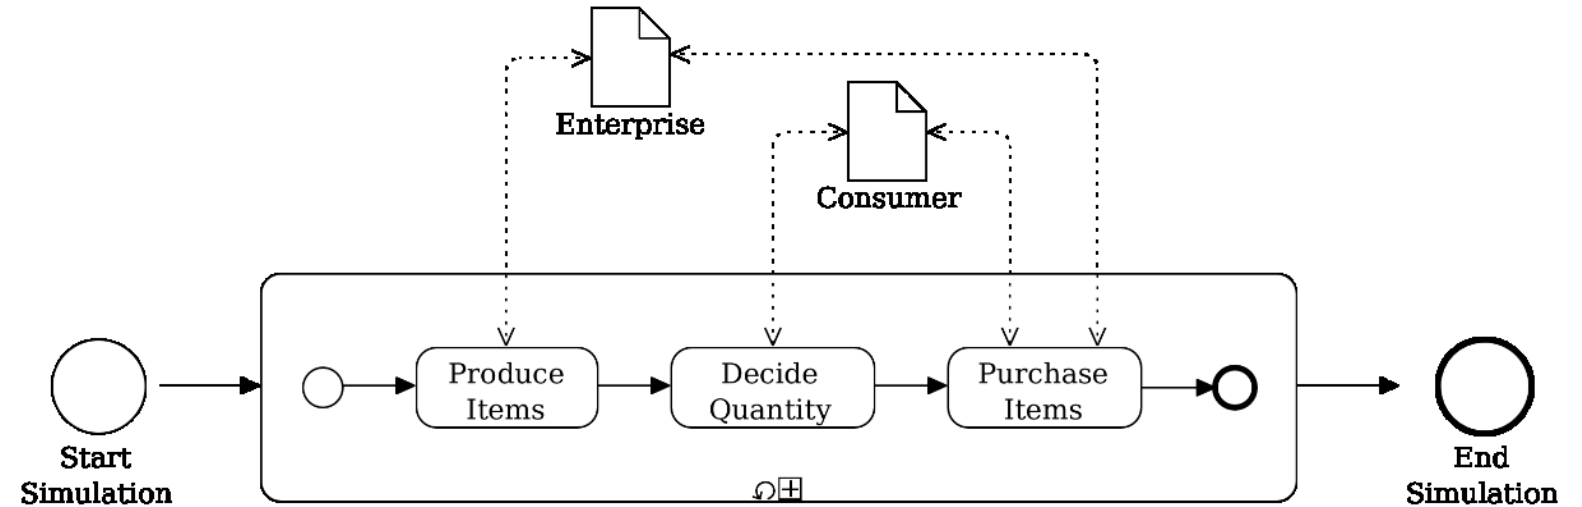 Enterprise
Consumer
Produce
Items
Decide
Quantity
Purchase
Items
Start
Simulation
End
Simulation